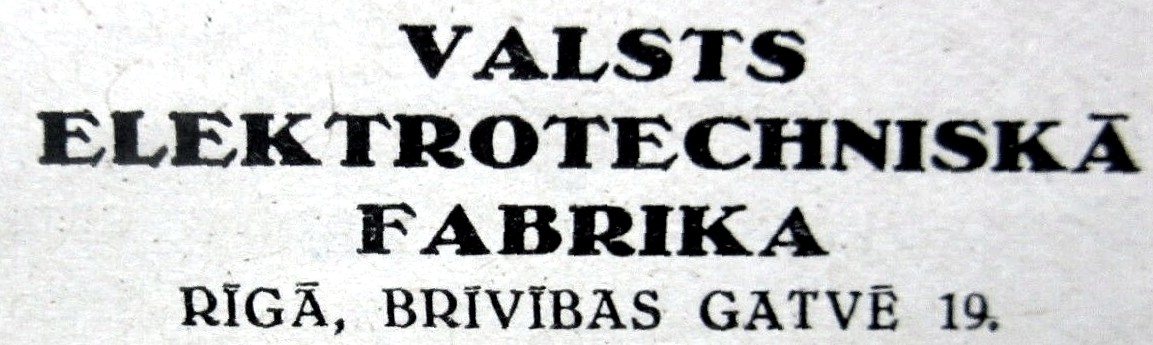 VALSTS
ELEKTROTECHNISKĀ
FABRIKA
RĪGĀ, BRĪVĪBAS GATVĒ 19.